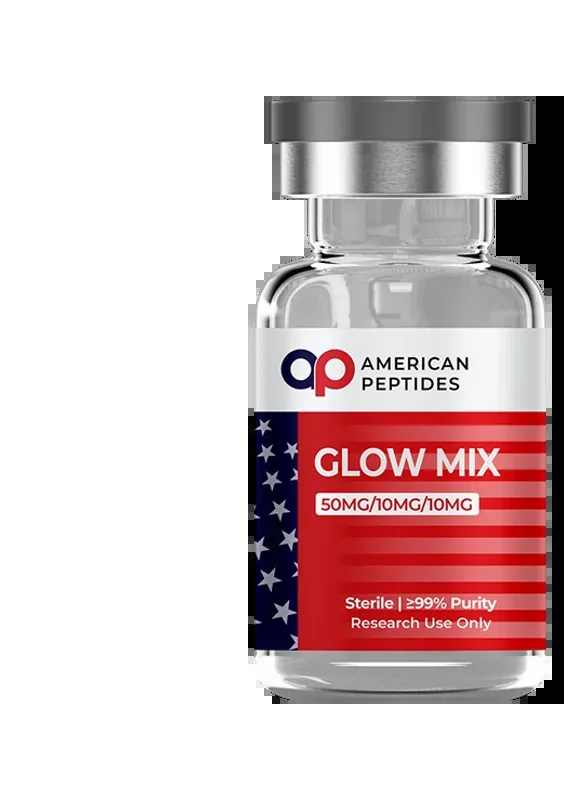 ap AMERICAN
PEPTIDES
GLOW MIX
50MG/10MG/10MG
Sterile | ≥99% Purity
Research Use Only